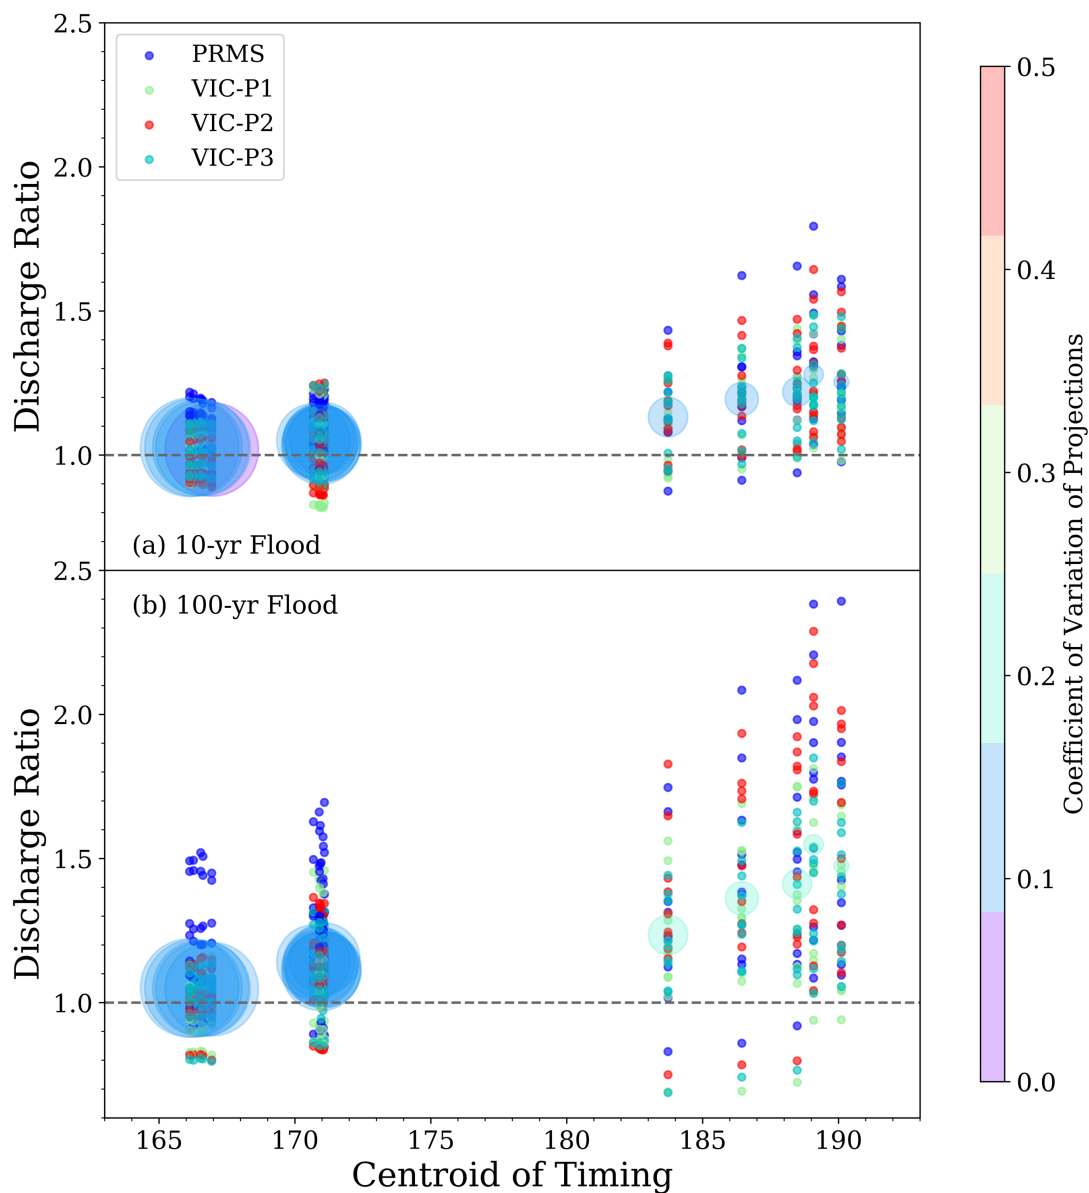 2.5
2.0
1.5
1.0
Discharge Ratio
PRMS
VIC-P1
VIC-P2
VIC-P3
(a) 10-yr Flood
2.5
2.0
1.5
1.0
Discharge Ratio
(b) 100-yr Flood
165 170 175 180 185 190
Centroid of Timing
0.5
0.4
0.3
0.2
0.1
0.0
Coefficient of Variation of Projections